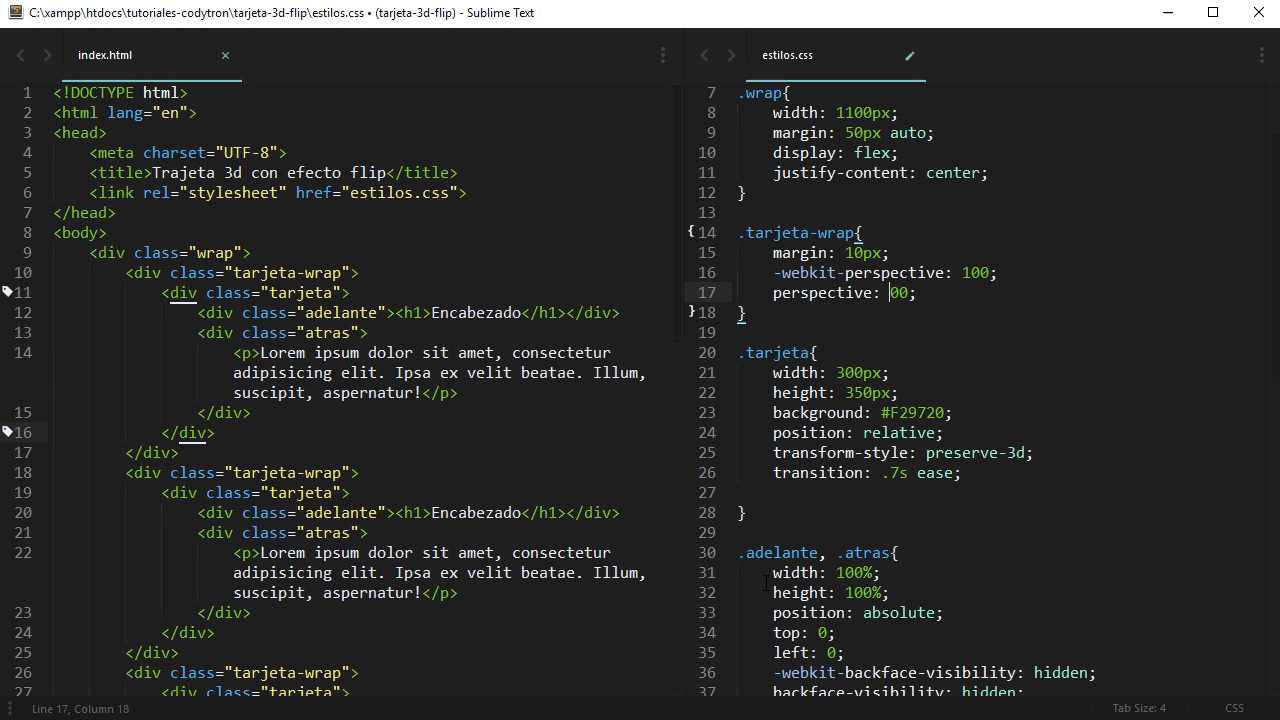 C:\xampp\htdocs\tutoriales-codytron\tarjeta-3d-flip\estilos.css • (tarjeta-3d-flip) - Sublime Text
index.html
1 <!DOCTYPE html>
2 <html lang="en">
3 <head>
4 <meta charset="UTF-8">
5 <title>Trajeta 3d con efecto flip</title>
6 <link rel="stylesheet" href="estilos.css">
7 </head>
8 <body>
9 <div class="wrap">
10 <div class="tarjeta-wrap">
11 <div class="tarjeta">
12 <div class="adelante"><h1>Encabezado</h1></div>
13 <div class="atras">
14 <p>Lorem ipsum dolor sit amet, consectetur
adipisicing elit. Ipsa ex velit beatae. Illum,
suscipit, aspernatur!</p>
15 </div>
16 </div>
17 </div>
18 <div class="tarjeta-wrap">
19 <div class="tarjeta">
20 <div class="adelante"><h1>Encabezado</h1></div>
21 <div class="atras">
22 <p>Lorem ipsum dolor sit amet, consectetur
adipisicing elit. Ipsa ex velit beatae. Illum,
suscipit, aspernatur!</p>
23 </div>
24 </div>
25 </div>
26 <div class="tarjeta-wrap">
27 <div class="tarjeta">
estilos.css
7 .wrap{
8 width: 1100px;
9 margin: 50px auto;
10 display: flex;
11 justify-content: center;
12 }
13
14 .tarjeta-wrap{
15 margin: 10px;
16 -webkit-perspective: 100;
17 perspective: 00;
18 }
19
20 .tarjeta{
21 width: 300px;
22 height: 350px;
23 background: #F29720;
24 position: relative;
25 transform-style: preserve-3d;
26 transition: .7s ease;
27
28 }
29
30 .adelante, .atras{
31 width: 100%;
32 height: 100%;
33 position: absolute;
34 top: 0;
35 left: 0;
36 -webkit-backface-visibility: hidden;
37 backface-visibility: hidden;
Line 17, Column 18
Tab Size: 4
CSS